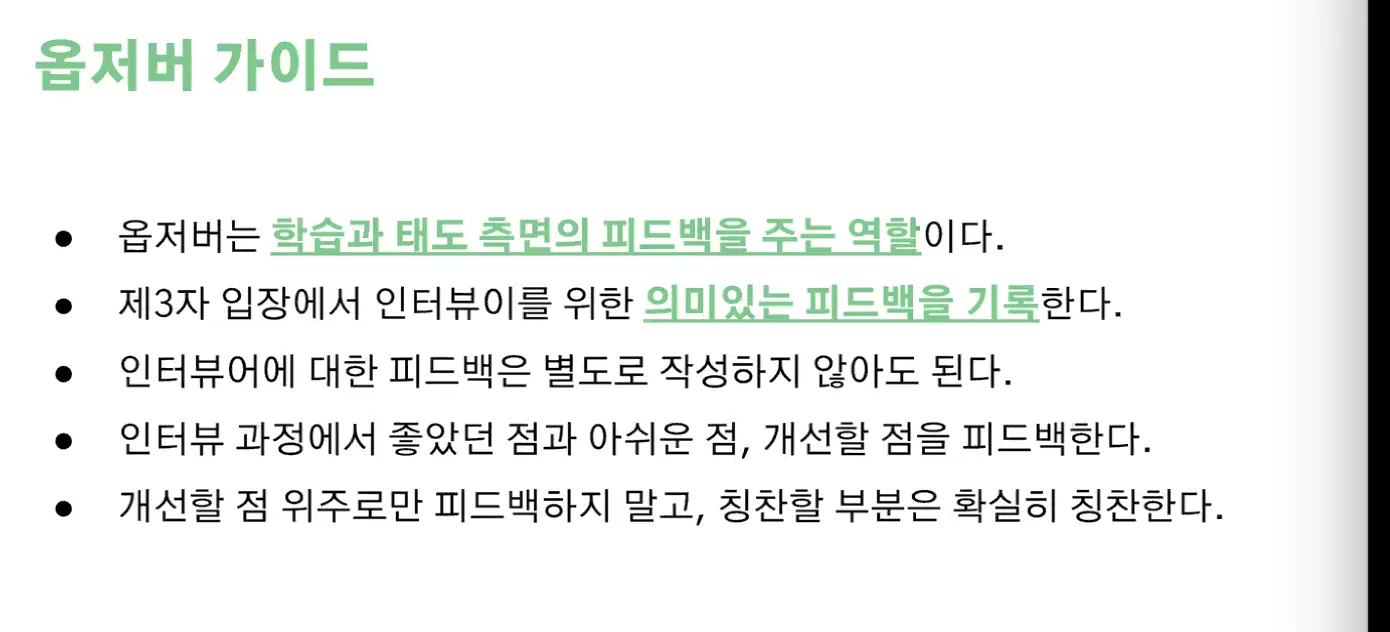 옵저버 가이드
● 옵저버는 학습과 태도 측면의 피드백을 주는 역할이다.
● 제3자 입장에서 인터뷰이를 위한 의미있는 피드백을 기록한다.
● 인터뷰어에 대한 피드백은 별도로 작성하지 않아도 된다.
● 인터뷰 과정에서 좋았던 점과 아쉬운 점, 개선할 점을 피드백한다.
● 개선할 점 위주로만 피드백하지 말고, 칭찬할 부분은 확실히 칭찬한다.